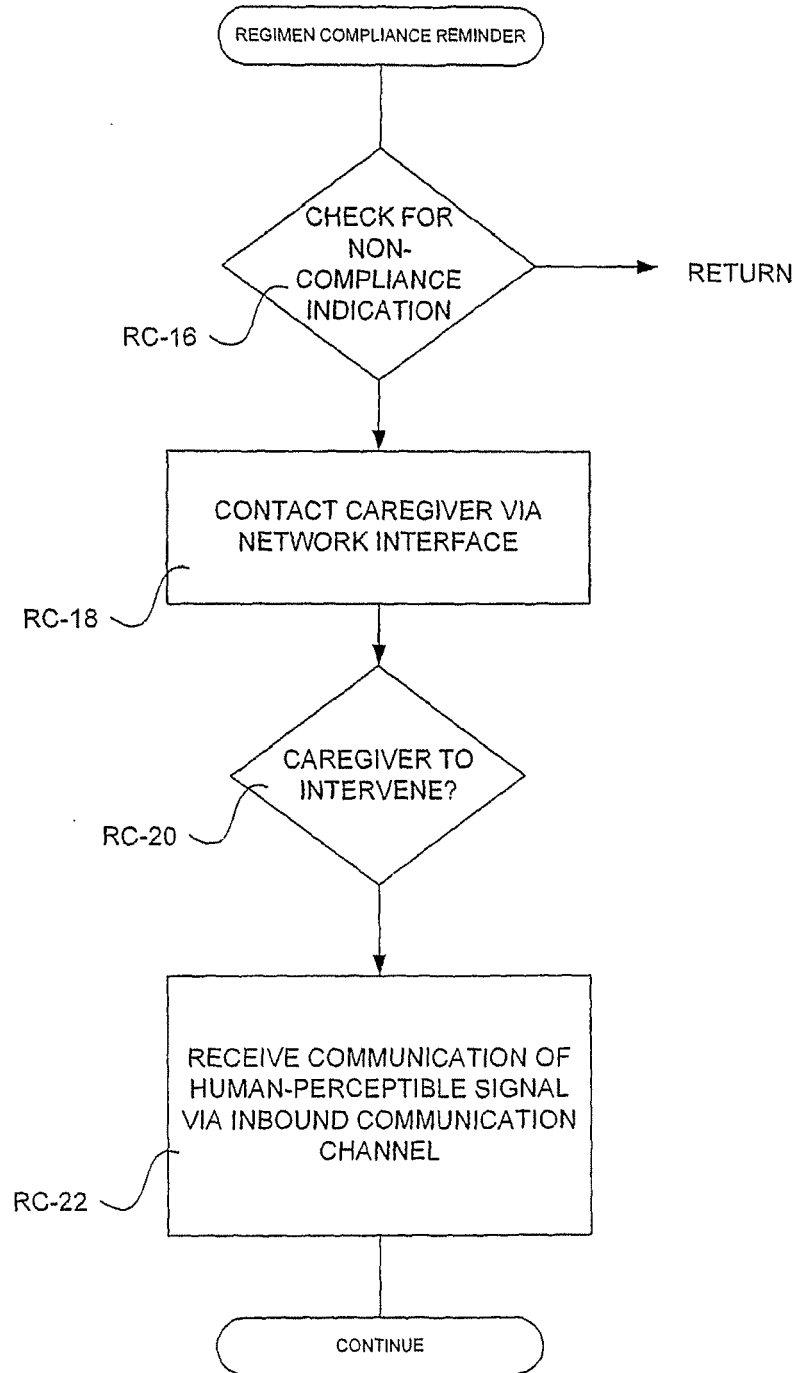 REGIMEN COMPLIANCE REMINDER
CHECK FOR
NON-
COMPLIANCE
INDICATION
RETURN
RC-16
CONTACT CAREGIVER VIA
NETWORK INTERFACE
RC-18
CAREGIVER TO
INTERVENE?
RC-20
RECEIVE COMMUNICATION OF
HUMAN-PERCEPTIBLE SIGNAL
VIA INBOUND COMMUNICATION
CHANNEL
RC-22
CONTINUE